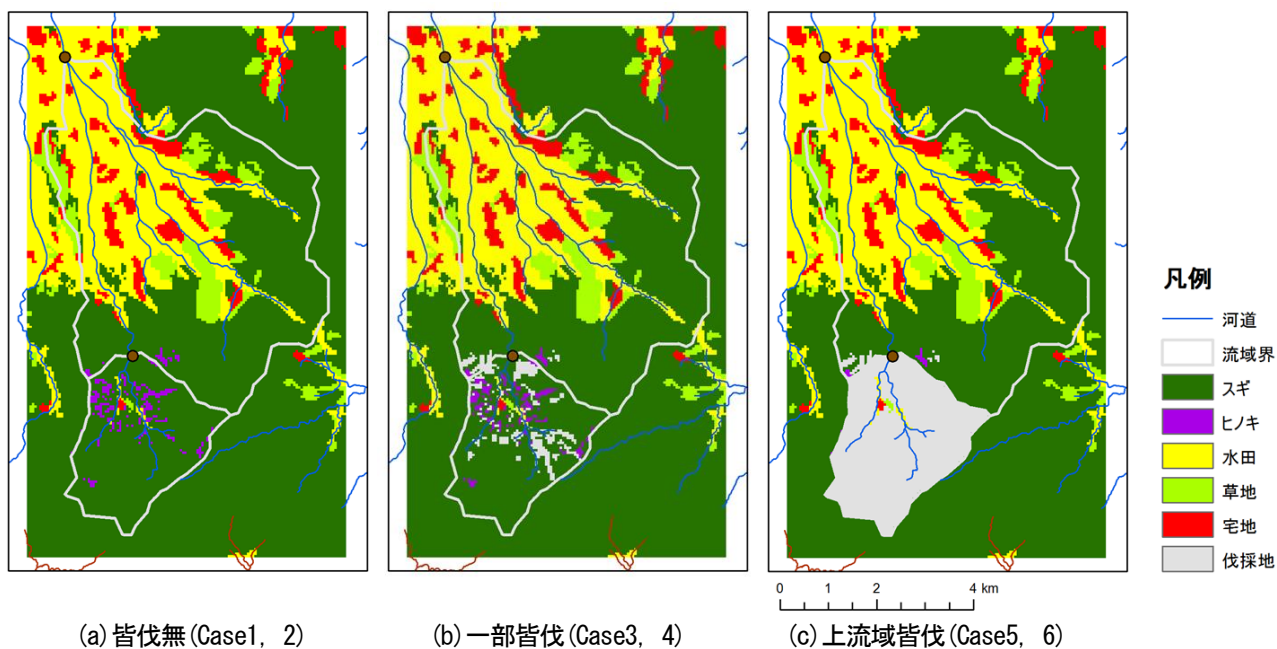 凡例
河道
流域界
スギ
ヒノキ
水田
草地
宅地
伐採地
0 1 2 4 km
(a) 皆伐無(Case1, 2)
(b) 一部皆伐(Case3, 4)
(c) 上流域皆伐(Case5, 6)